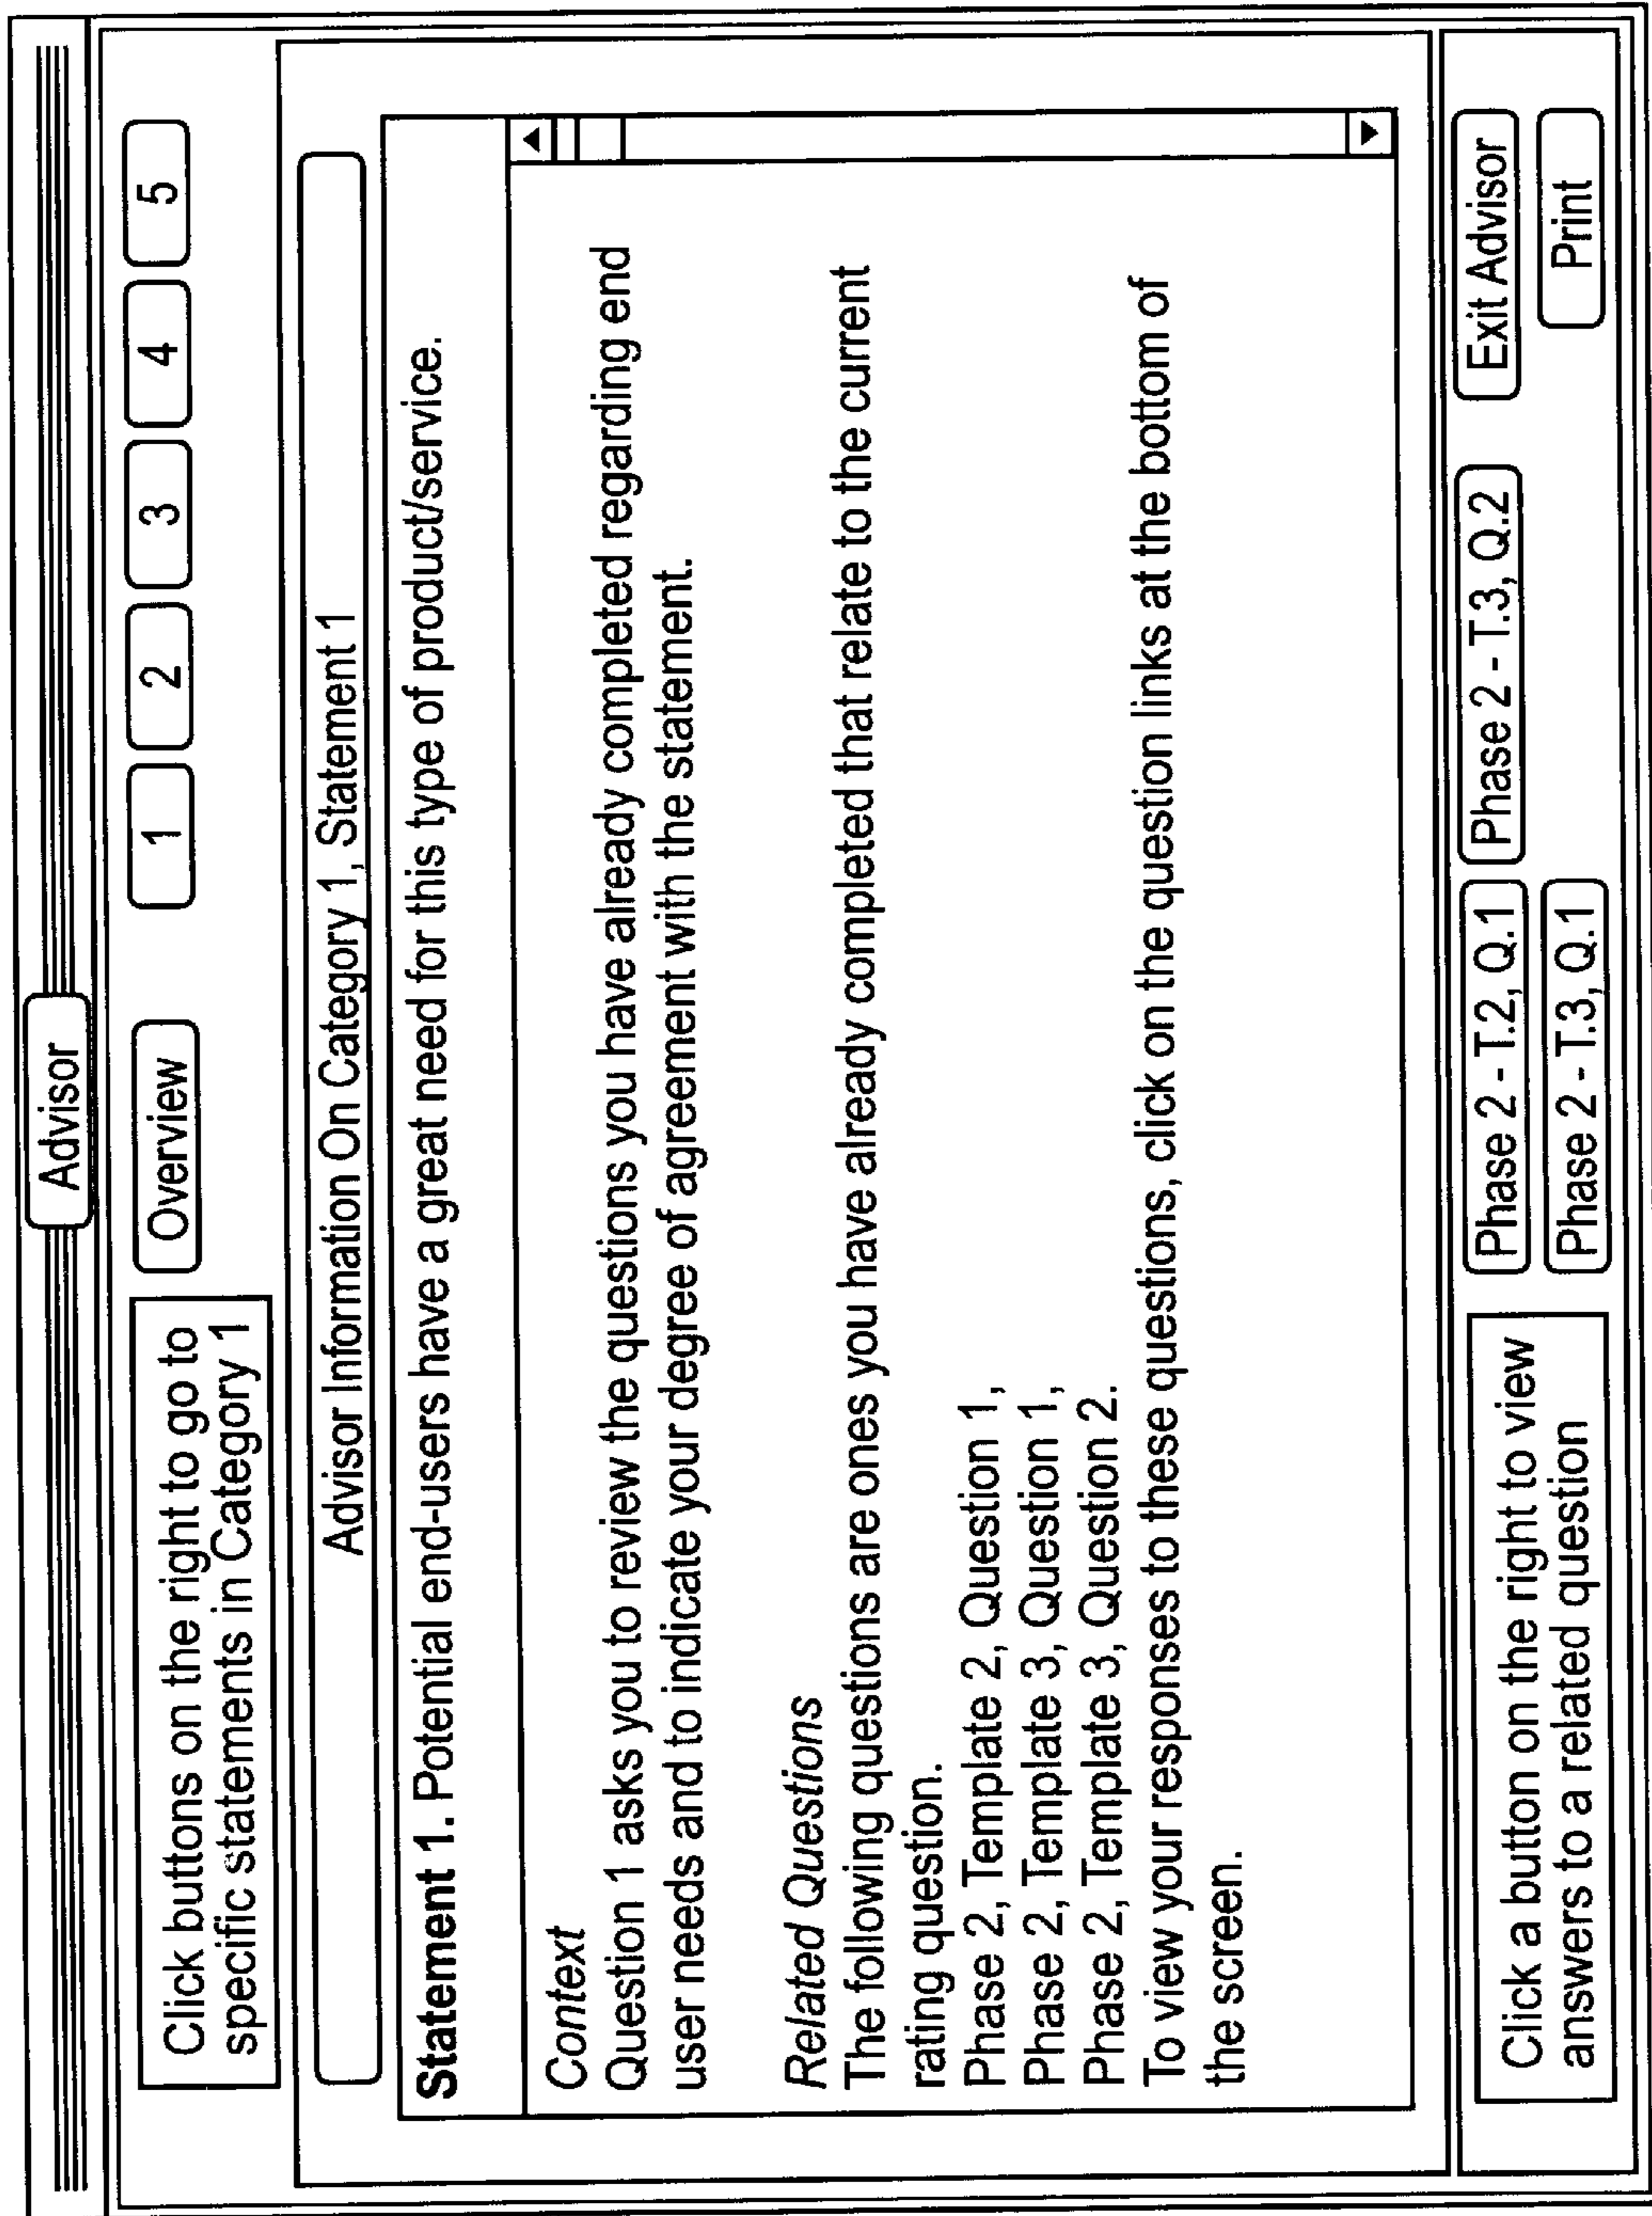 Advisor
Click buttons on the right to go to
specific statements in Category 1
Overview
1
2
3
4
5
Advisor Information On Category 1, Statement 1
Statement 1. Potential end-users have a great need for this type of product/service.
Context
Question 1 asks you to review the questions you have already completed regarding end
user needs and to indicate your degree of agreement with the statement.
Related Questions
The following questions are ones you have already completed that relate to the current
rating question.
Phase 2, Template 2, Question 1,
Phase 2, Template 3, Question 1,
Phase 2, Template 3, Question 2.
To view your responses to these questions, click on the question links at the bottom of
the screen.
Click a button on the right to view
answers to a related question
Phase 2 - T.2, Q.1
Phase 2 - T.3, Q.2
Exit Advisor
Phase 2 - T.3, Q.1
Print